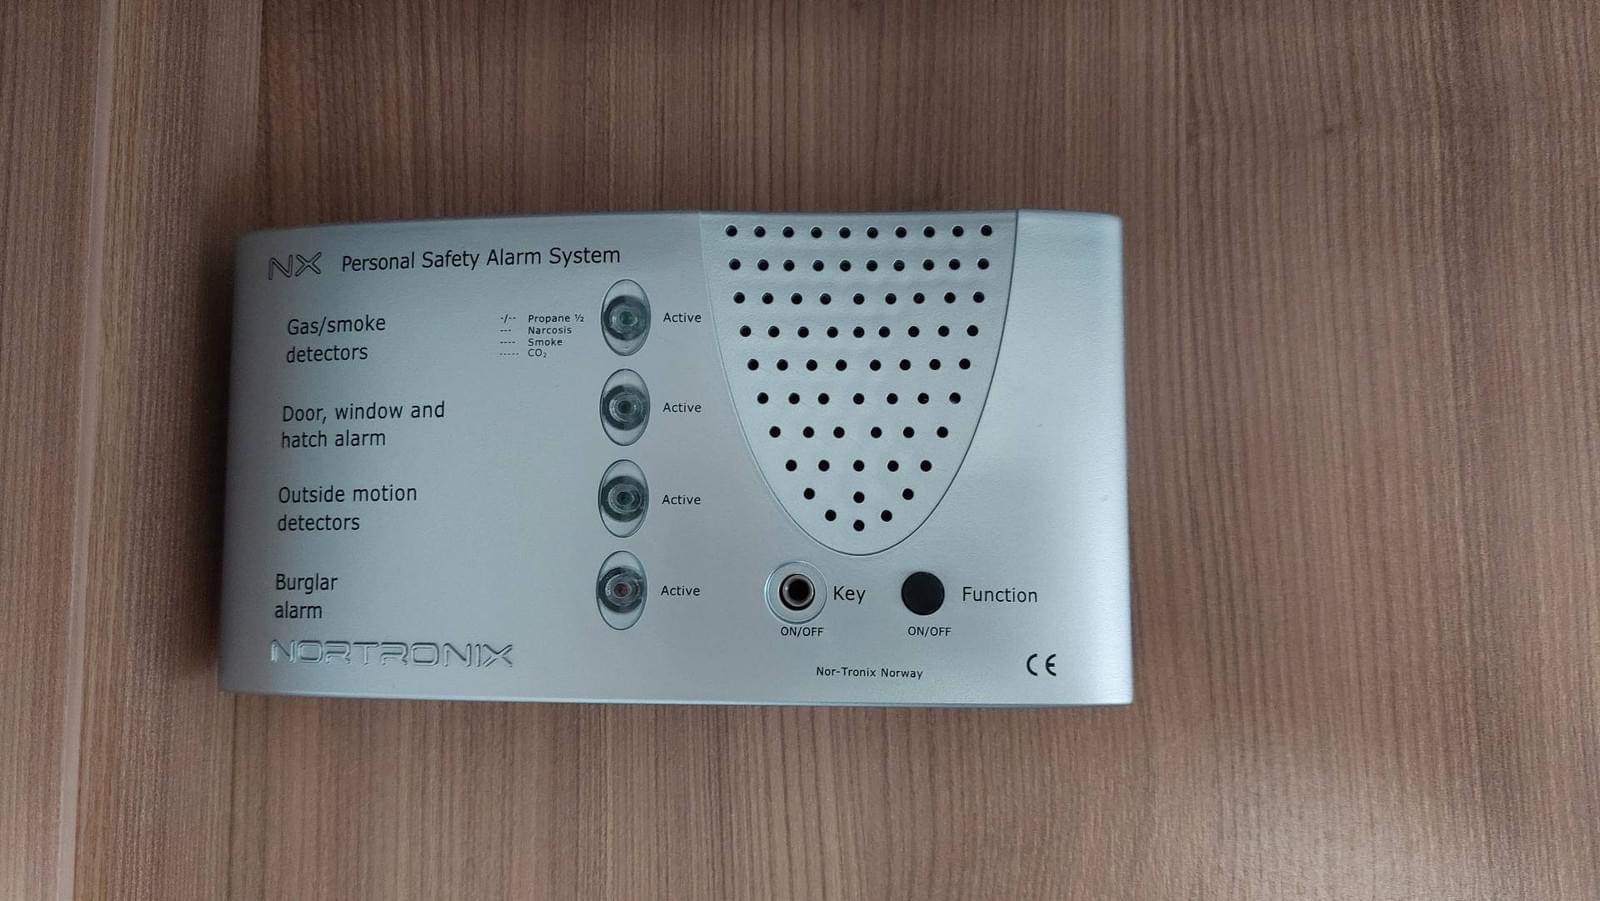 NX Personal Safety Alarm System
Gas/smoke
detectors
-/-- Propane ½
--- Narcosis
---- Smoke
----- CO₂
Active
Door, window and
hatch alarm
Active
Outside motion
detectors
Active
Burglar
alarm
Active
Key
ON/OFF
Function
ON/OFF
NORTRONIX
Nor-Tronix Norway
CE